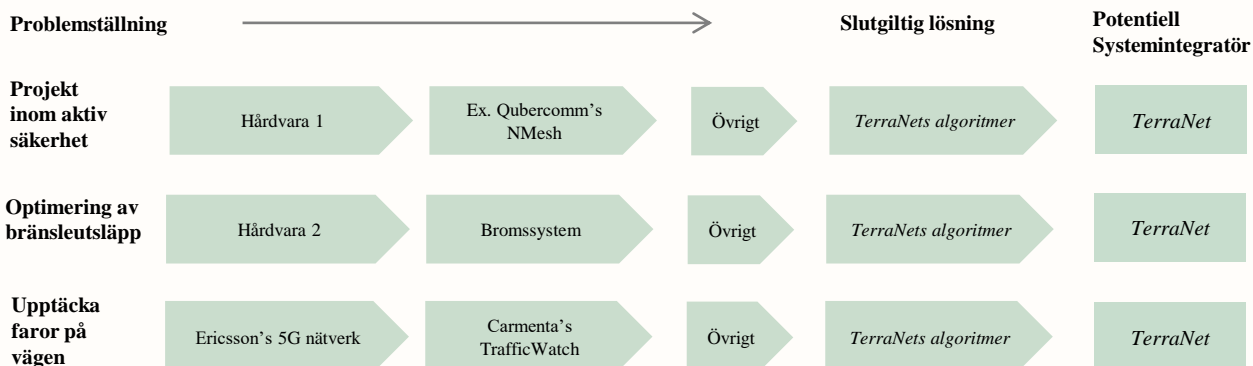 Problemställning
Slutgiltig lösning
Potentiell
Systemintegratör
Projekt
inom aktiv
säkerhet
Hårdvara 1
Ex. Qubercomm's
NMesh
Övrigt
TerraNets algoritmer
TerraNet
Optimering av
bränsleutsläpp
Hårdvara 2
Bromssystem
Övrigt
TerraNets algoritmer
TerraNet
Upptäcka
faror på
vägen
Ericsson's 5G nätverk
Carmenta's
TrafficWatch
Övrigt
TerraNets algoritmer
TerraNet